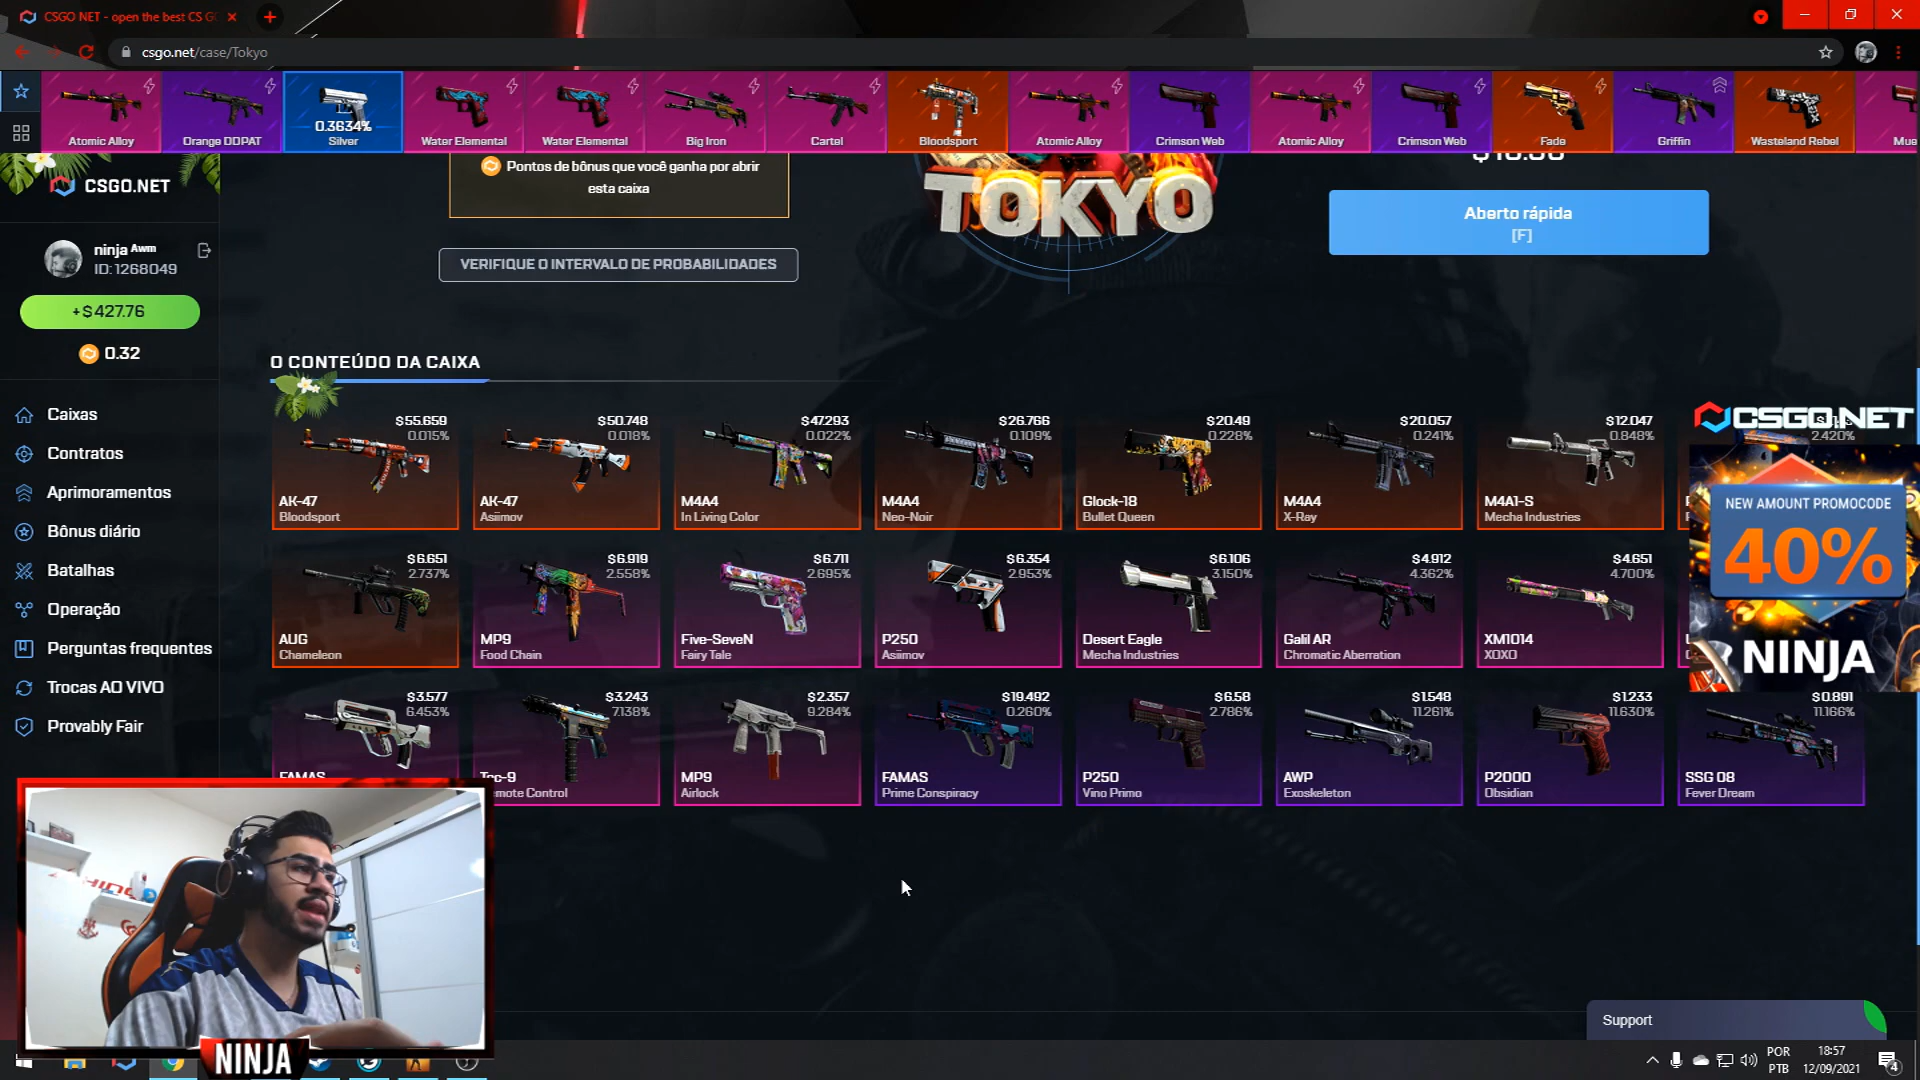 CSGO NET - open the best CS G
csgo.net/case/Tokyo
Atomic Alloy
Orange DDPAT
0.3634%
Silver
Water Elemental
Water Elemental
Big Iron
Cartel
Bloodsport
Atomic Alloy
Crimson Web
Atomic Alloy
Crimson Web
Fade
Griffin
Wasteland Rebel
CSGO.NET
ninja Awm
ID: 1268049
+$427.76
0.32
Caixas
Contratos
Aprimoramentos
Bônus diário
Batalhas
Operação
Perguntas frequentes
Trocas AO VIVO
Provably Fair
Pontos de bônus que você ganha por abrir
esta caixa
VERIFIQUE O INTERVALO DE PROBABILIDADES
TOKYO
Aberto rápida
[F]
O CONTEÚDO DA CAIXA
$55.659
0.015%
AK-47
Bloodsport
$50.748
0.018%
AK-47
Asiimov
$47.293
0.022%
M4A4
In Living Color
$26.766
0.109%
M4A4
Neo-Noir
$20.49
0.228%
Glock-18
Bullet Queen
$20.057
0.241%
M4A4
X-Ray
$12.047
0.848%
M4A1-S
Mecha Industries
2.420%
$6.651
2.737%
AUG
Chameleon
$6.919
2.558%
MP9
Food Chain
$6.711
2.695%
Five-SeveN
Fairy Tale
$6.354
2.953%
P250
Asiimov
$6.106
3.150%
Desert Eagle
Mecha Industries
$4.912
4.362%
Galil AR
Chromatic Aberration
$4.651
4.700%
XM1014
XOXO
$3.577
6.453%
FAMAS
$3.243
7.138%
Tec-9
emote Control
$2.357
9.284%
MP9
Airlock
$19.492
0.260%
FAMAS
Prime Conspiracy
$6.58
2.786%
P250
Vino Primo
$1.548
11.261%
AWP
Exoskeleton
$1.233
11.630%
P2000
Obsidian
$0.891
11.166%
SSG 08
Fever Dream
CSGO.NET
NEW AMOUNT PROMOCODE
40%
NINJA
NINJA
Support
POR
PTB
18:57
12/09/2021
4